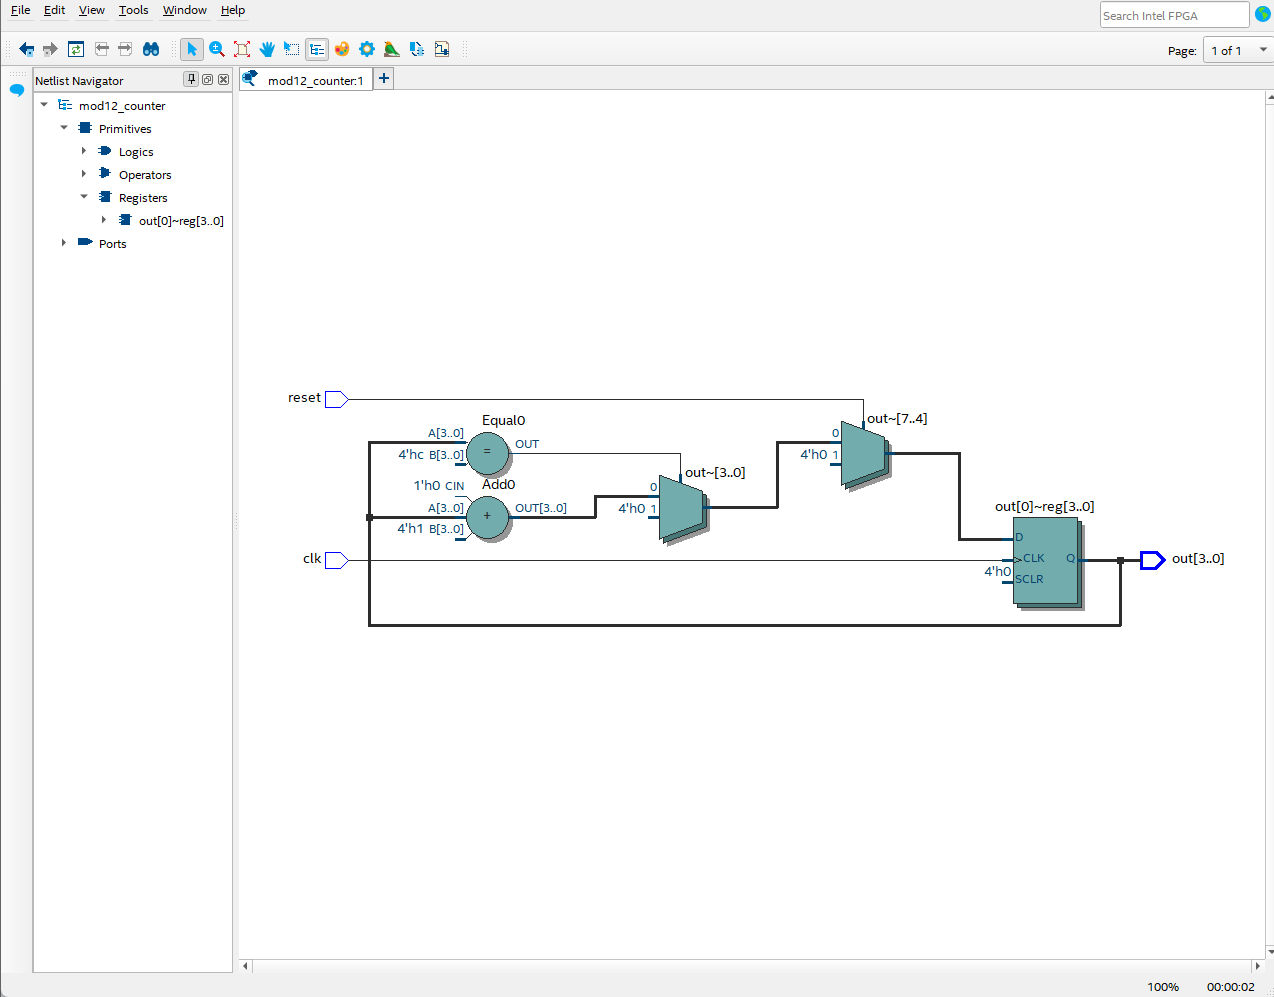 File Edit View Tools Window Help
Search Intel FPGA
Page: 1 of 1
Netlist Navigator
mod12_counter:1
mod12_counter
Primitives
Logics
Operators
Registers
out[0]~reg[3..0]
Ports
reset
Equal0
A[3..0]
4'hc B[3..0]
=
OUT
1'h0 CIN
Add0
A[3..0]
4'h1 B[3..0]
+
OUT[3..0]
out~[3..0]
0
4'h0 1
out~[7..4]
0
4'h0 1
out[0]~reg[3..0]
D
CLK Q
4'h0
SCLR
clk
out[3..0]
100% 00:00:02